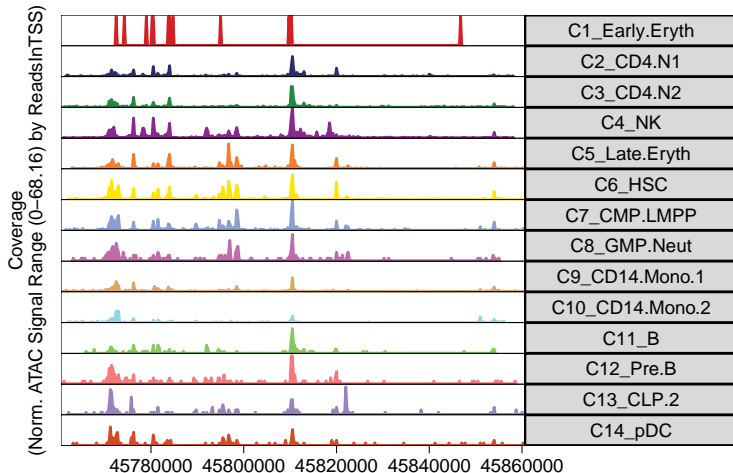 Coverage
(Norm. ATAC Signal Range (0–68.16) by ReadsInTSS)
C1_Early.Eryth
C2_CD4.N1
C3_CD4.N2
C4_NK
C5_Late.Eryth
C6_HSC
C7_CMP.LMPP
C8_GMP.Neut
C9_CD14.Mono.1
C10_CD14.Mono.2
C11_B
C12_Pre.B
C13_CLP.2
C14_pDC
45780000 45800000 45820000 45840000 45860000